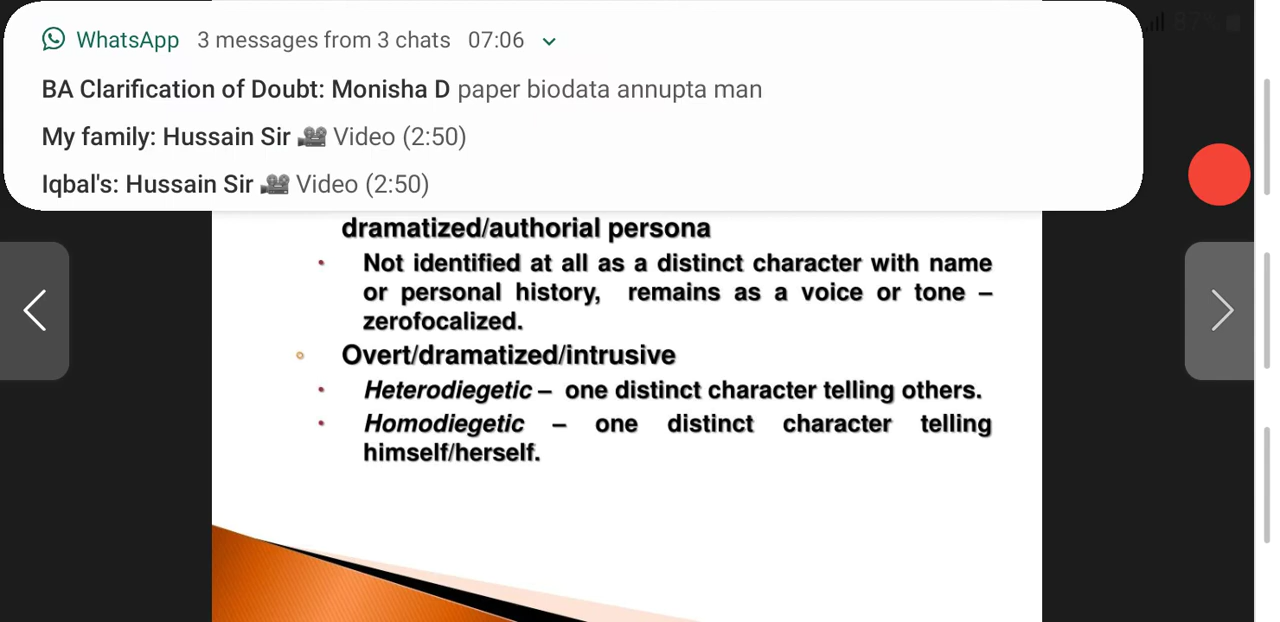 WhatsApp 3 messages from 3 chats 07:06
87%
BA Clarification of Doubt: Monisha D paper biodata annupta man
My family: Hussain Sir 🎥 Video (2:50)
Iqbal's: Hussain Sir 🎥 Video (2:50)
dramatized/authorial persona
• Not identified at all as a distinct character with name
or personal history, remains as a voice or tone –
zerofocalized.
Overt/dramatized/intrusive
• Heterodiegetic – one distinct character telling others.
• Homodiegetic – one distinct character telling
himself/herself.